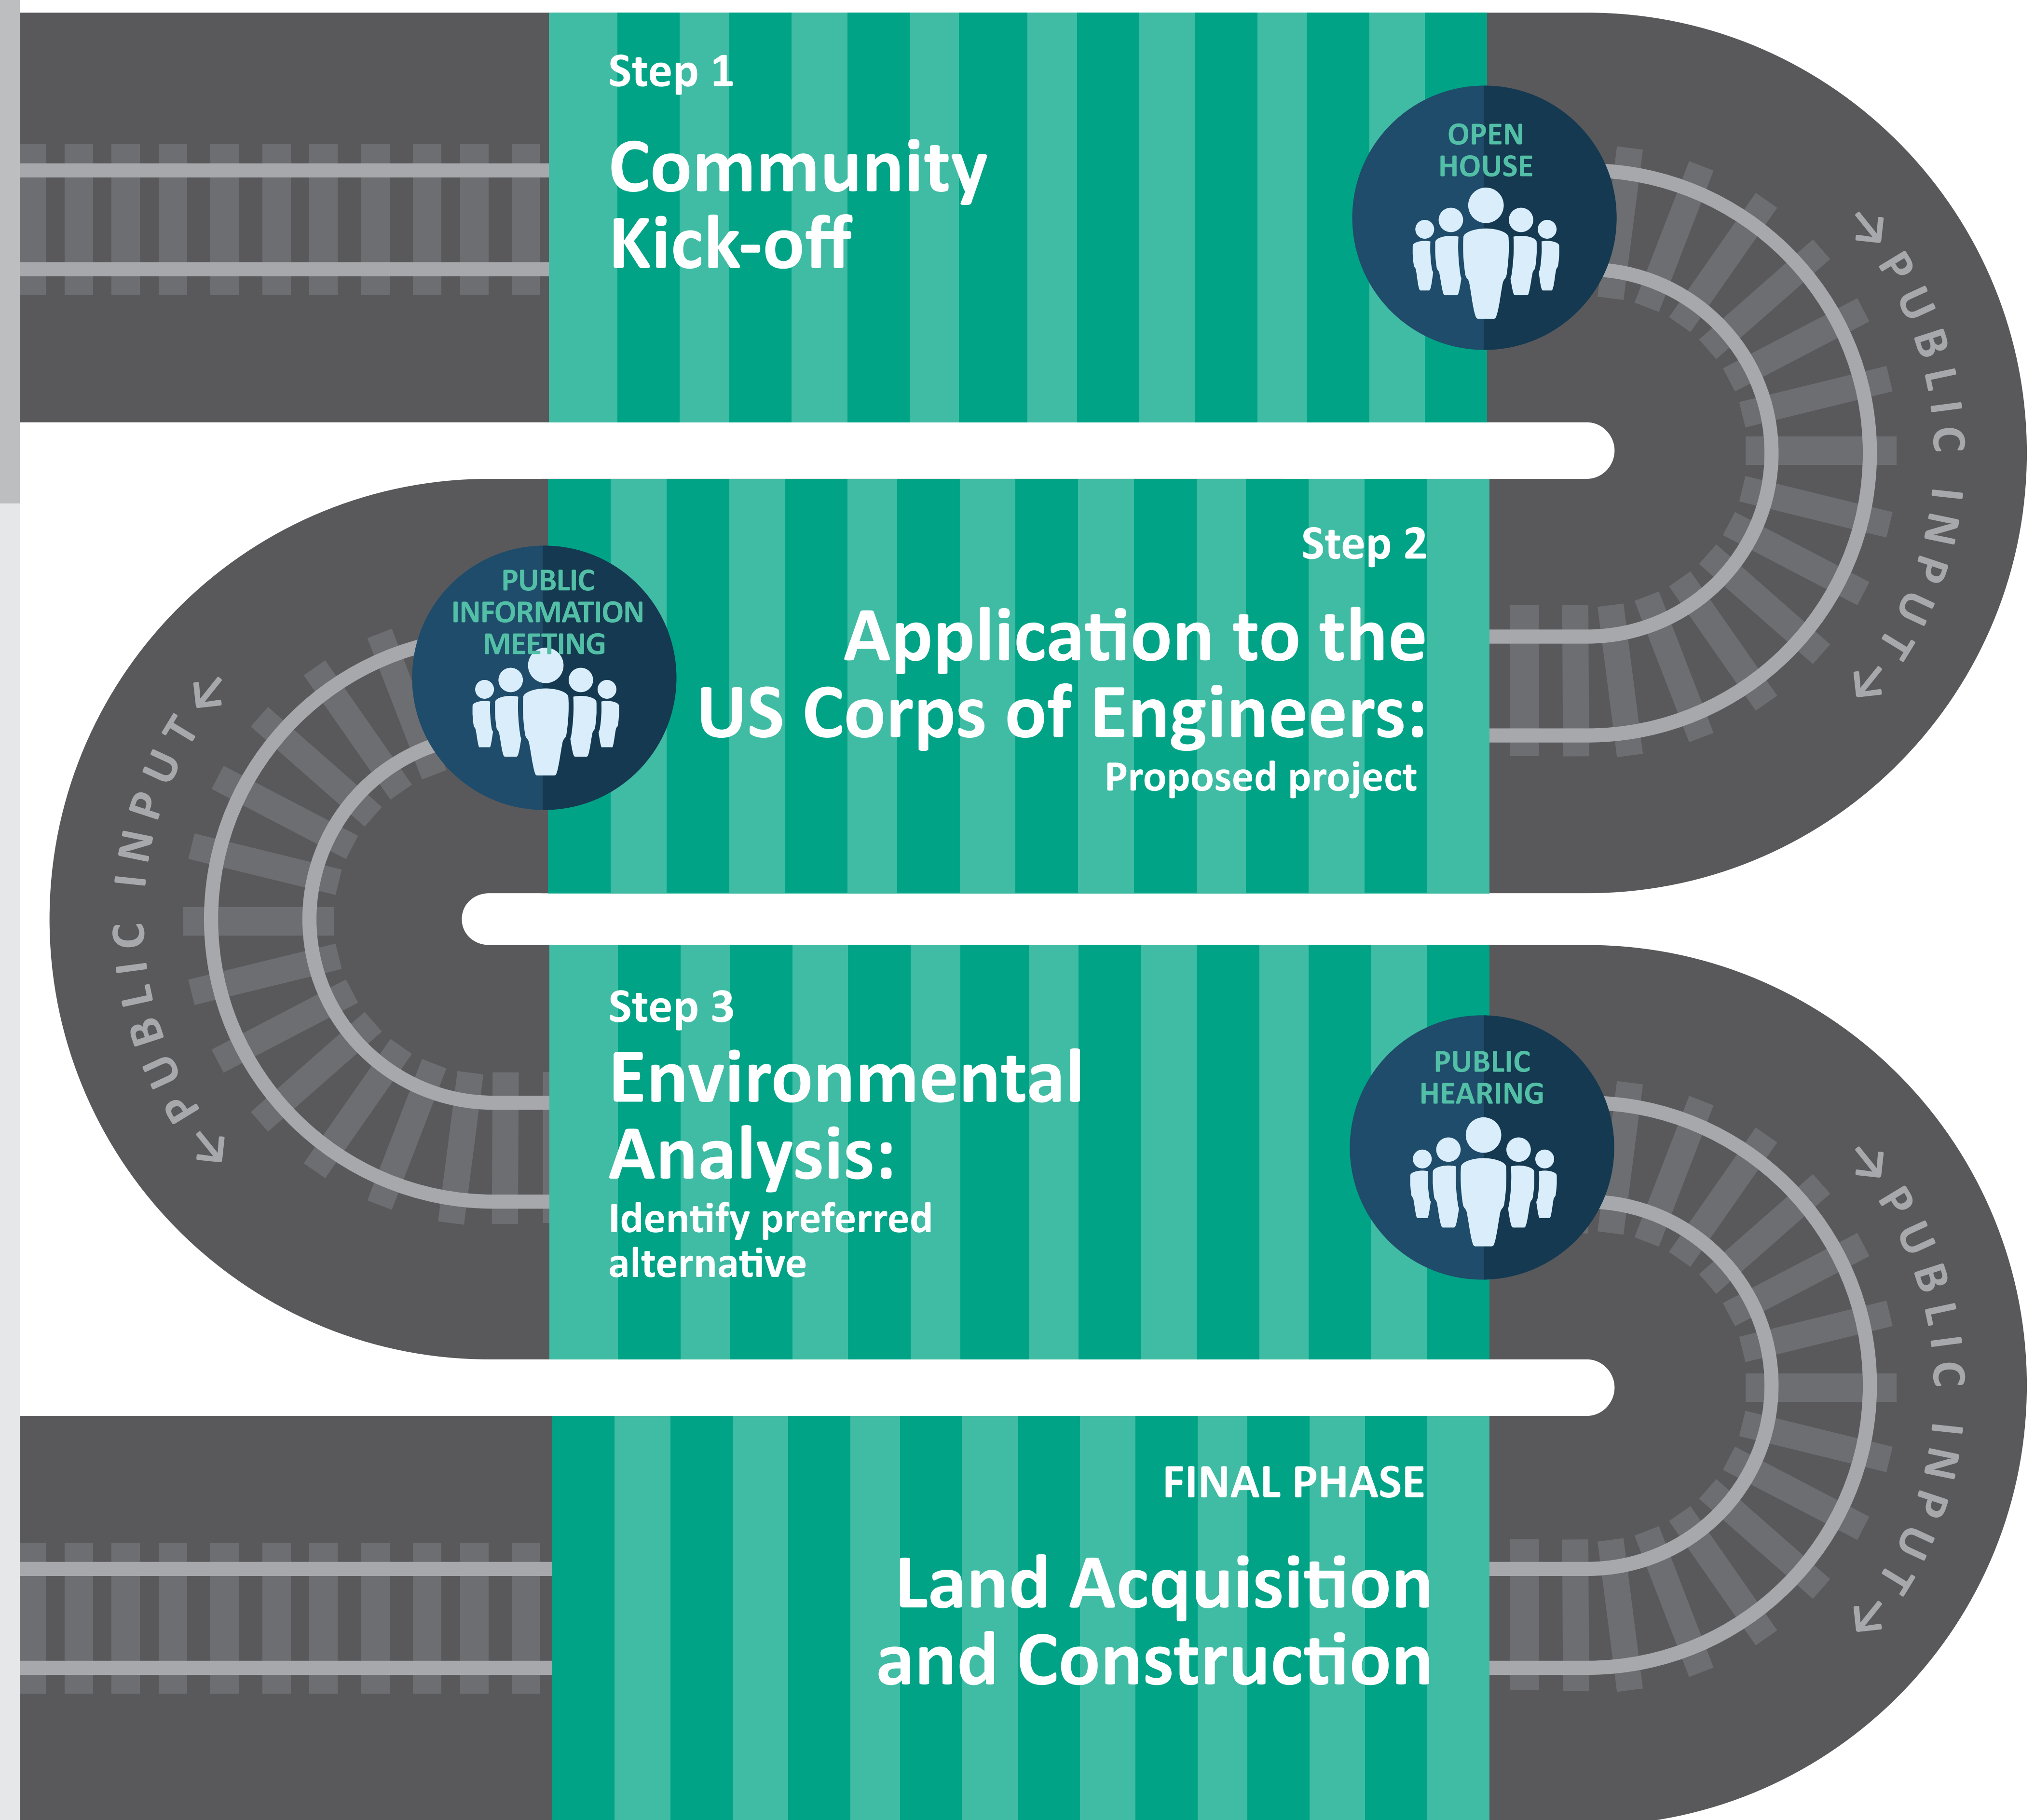 Step 1
Community
Kick-off
OPEN
HOUSE
PUBLIC INPUT
Step 2
Application to the
US Corps of Engineers:
Proposed project
PUBLIC
INFORMATION
MEETING
PUBLIC INPUT
Step 3
Environmental
Analysis:
Identify preferred
alternative
PUBLIC
HEARING
PUBLIC INPUT
FINAL PHASE
Land Acquisition
and Construction